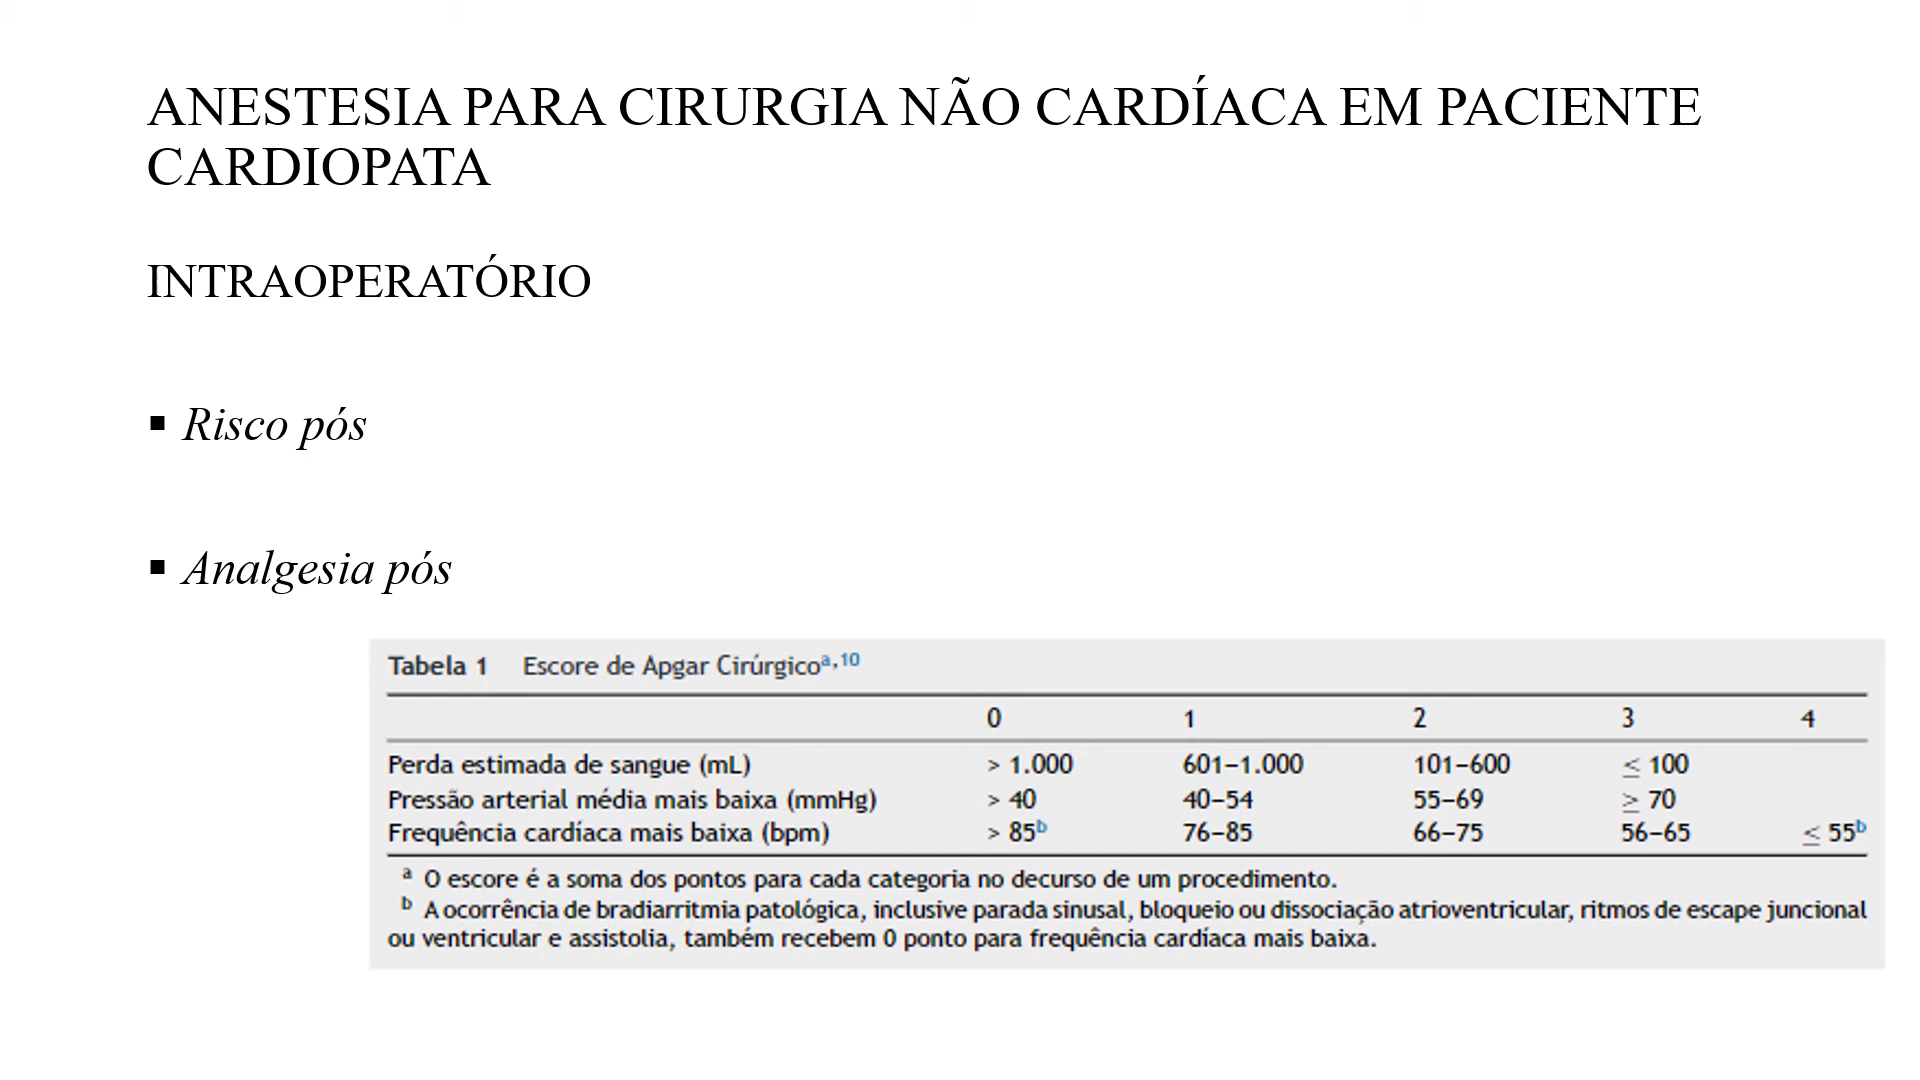 ANESTESIA PARA CIRURGIA NÃO CARDÍACA EM PACIENTE
CARDIOPATA
INTRAOPERATÓRIO
▪ Risco pós
▪ Analgesia pós
Tabela 1 Escore de Apgar Cirúrgicoa,10
0 1 2 3 4
Perda estimada de sangue (mL) > 1.000 601–1.000 101–600 ≤ 100
Pressão arterial média mais baixa (mmHg) > 40 40–54 55–69 ≥ 70
Frequência cardíaca mais baixa (bpm) > 85b 76–85 66–75 56–65 ≤ 55b
a O escore é a soma dos pontos para cada categoria no decurso de um procedimento.
b A ocorrência de bradiarritmia patológica, inclusive parada sinusal, bloqueio ou dissociação atrioventricular, ritmos de escape juncional
ou ventricular e assistolia, também recebem 0 ponto para frequência cardíaca mais baixa.